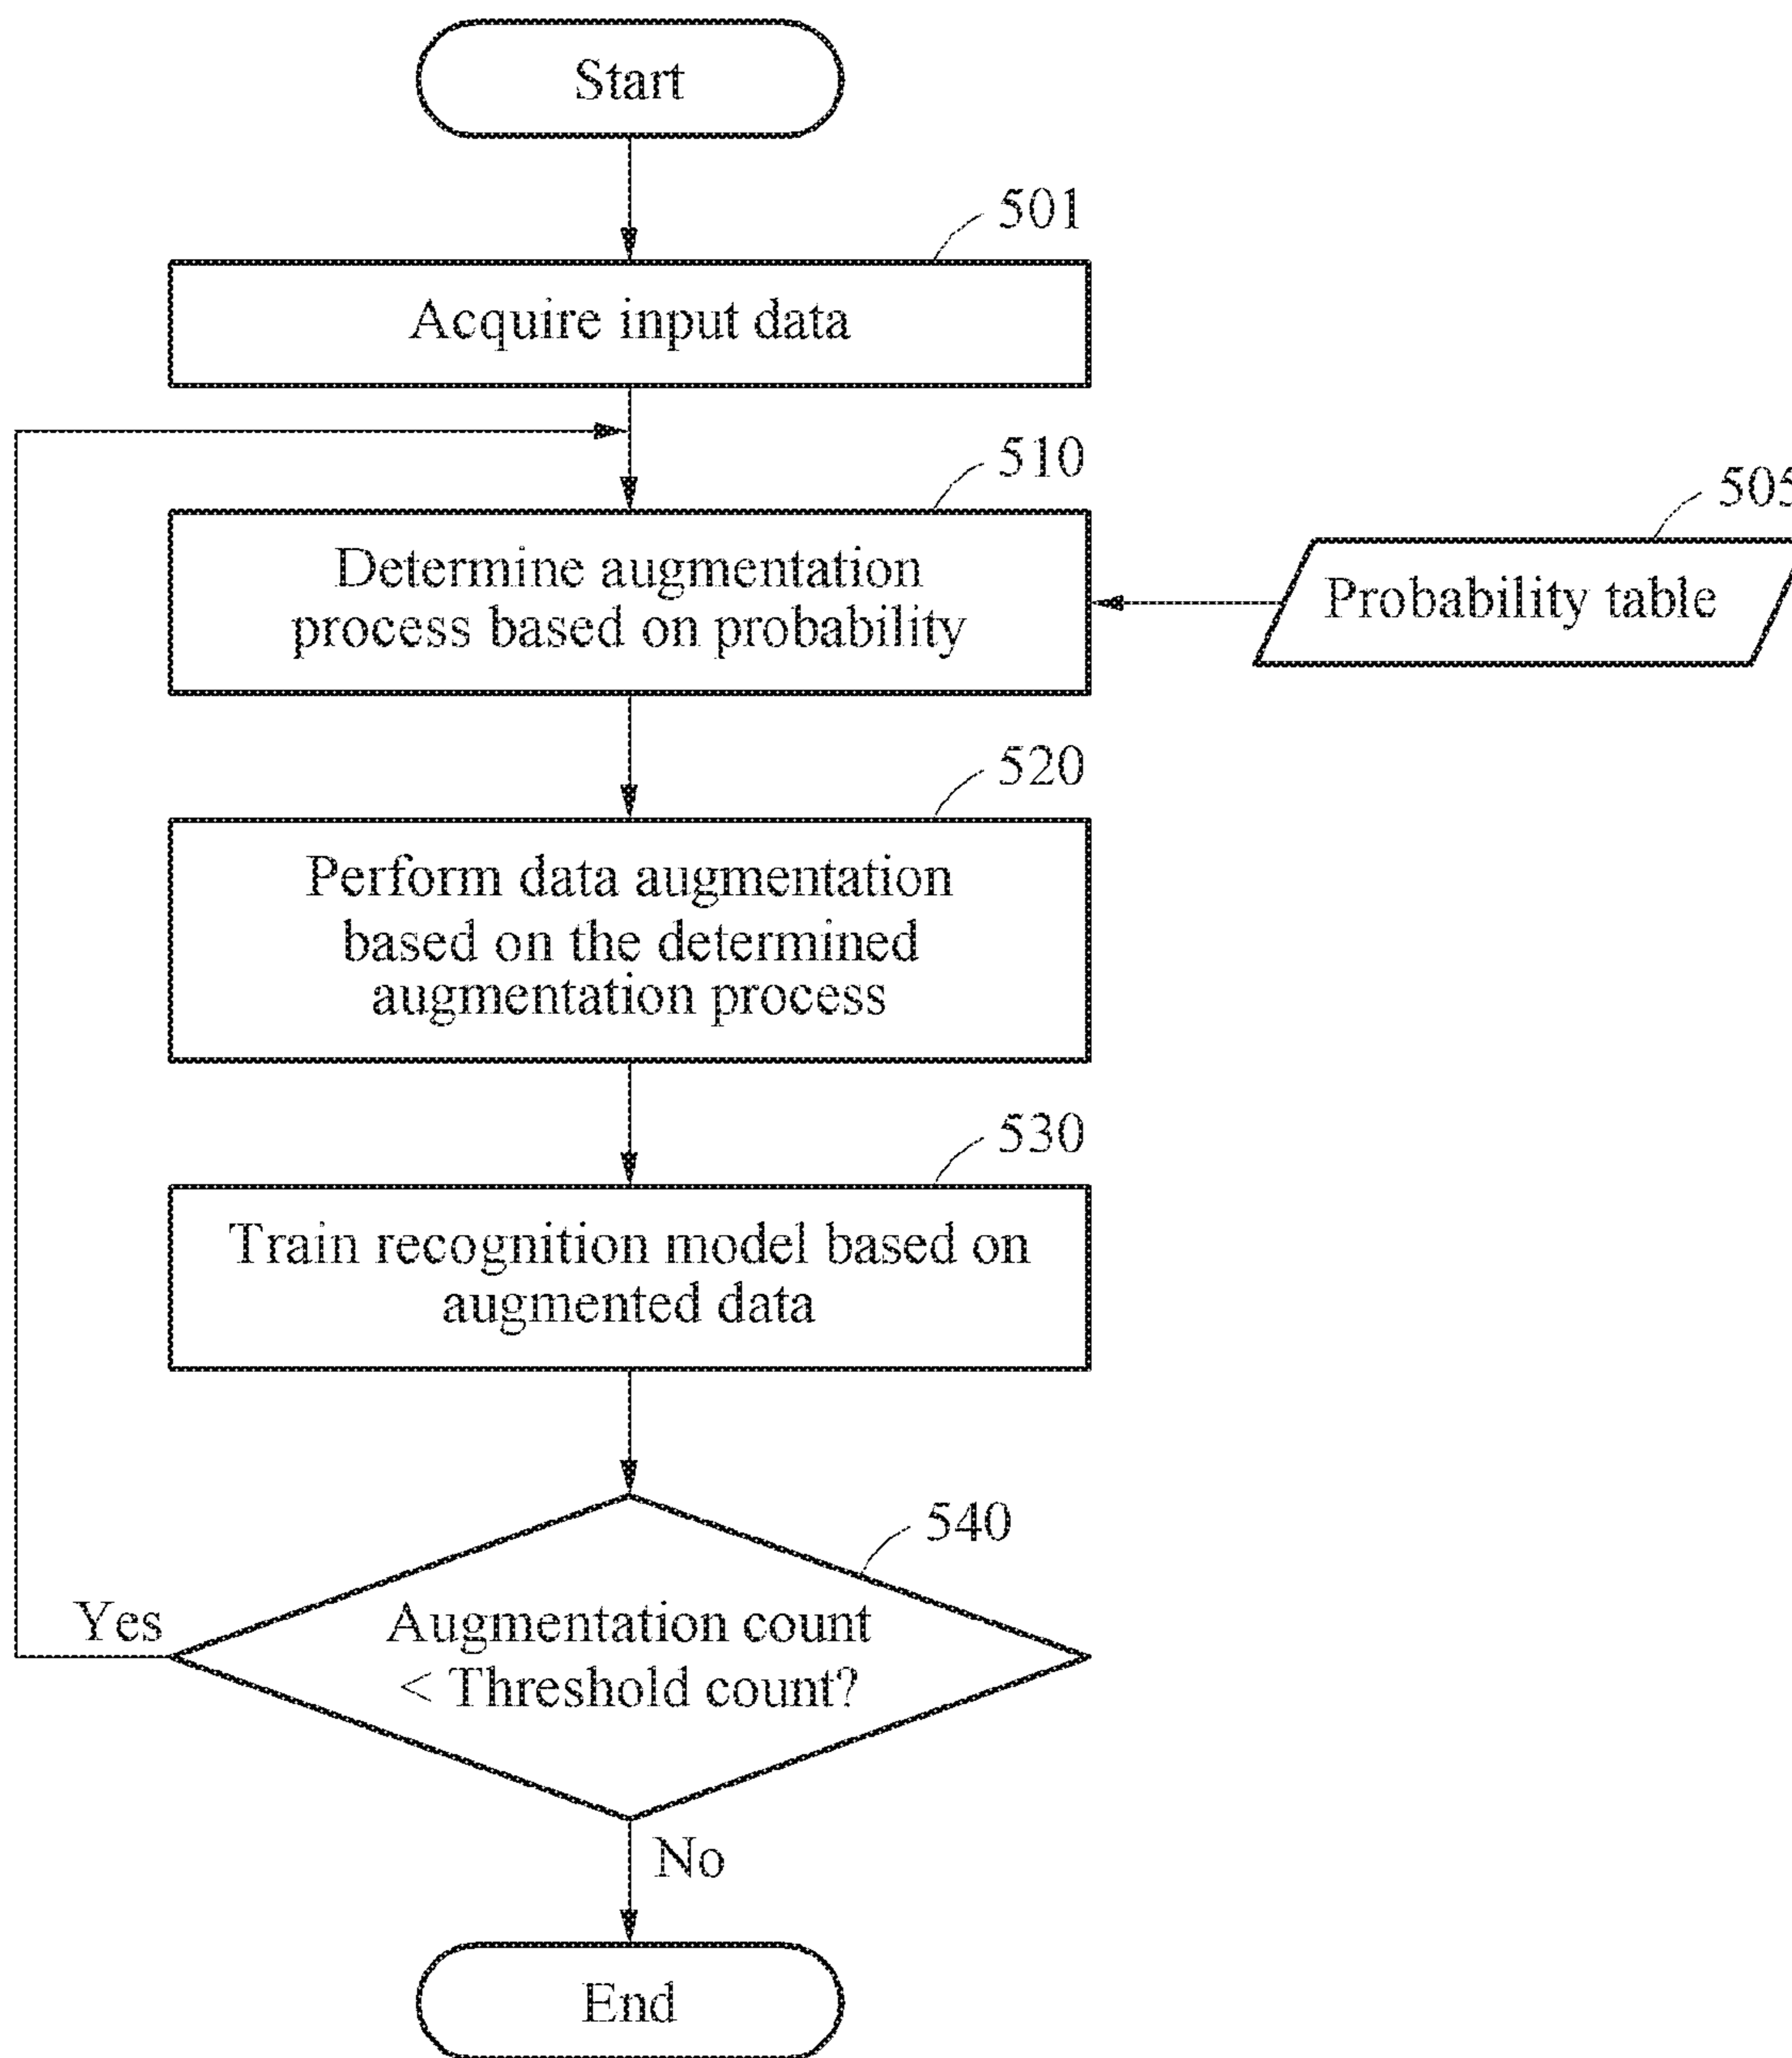 Start
501
Acquire input data
510
Determine augmentation
process based on probability
505
Probability table
520
Perform data augmentation
based on the determined
augmentation process
530
Train recognition model based on
augmented data
540
Augmentation count
< Threshold count?
Yes
No
End